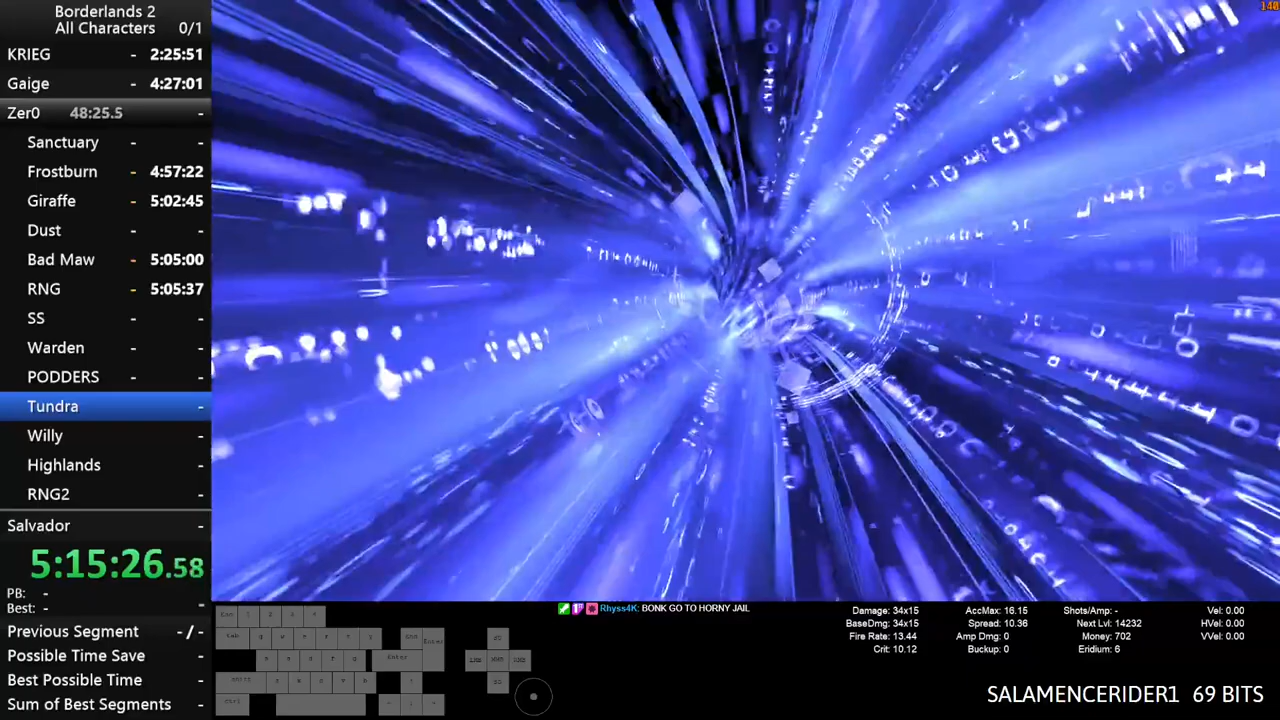 Borderlands 2
All Characters 0/1
KRIEG - 2:25:51
Gaige - 4:27:01
Zer0 48:25.5 -
Sanctuary - -
Frostburn - 4:57:22
Giraffe - 5:02:45
Dust - -
Bad Maw - 5:05:00
RNG - 5:05:37
SS - -
Warden - -
PODDERS - -
Tundra -
Willy -
Highlands -
RNG2 -
Salvador -
5:15:26.58
PB: -
Best: - -
Previous Segment - / -
Possible Time Save -
Best Possible Time -
Sum of Best Segments -
140
Rhyss4K: BONK GO TO HORNY JAIL
Damage: 34x15 AccMax: 16.15 Shots/Amp: - Vel: 0.00
BaseDmg: 34x15 Spread: 10.36 Next Lvl: 14232 HVel: 0.00
Fire Rate: 13.44 Amp Dmg: 0 Money: 702 VVel: 0.00
Crit: 10.12 Buckup: 0 Eridium: 6
SALAMENCERIDER1 69 BITS